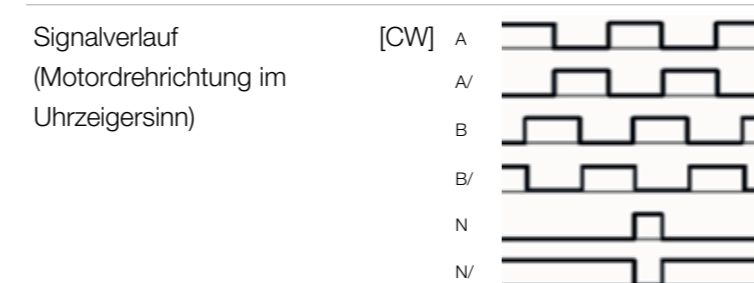 Signalverlauf [CW] A
(Motordrehrichtung im A/
Uhrzeigersinn) B
B/
N
N/